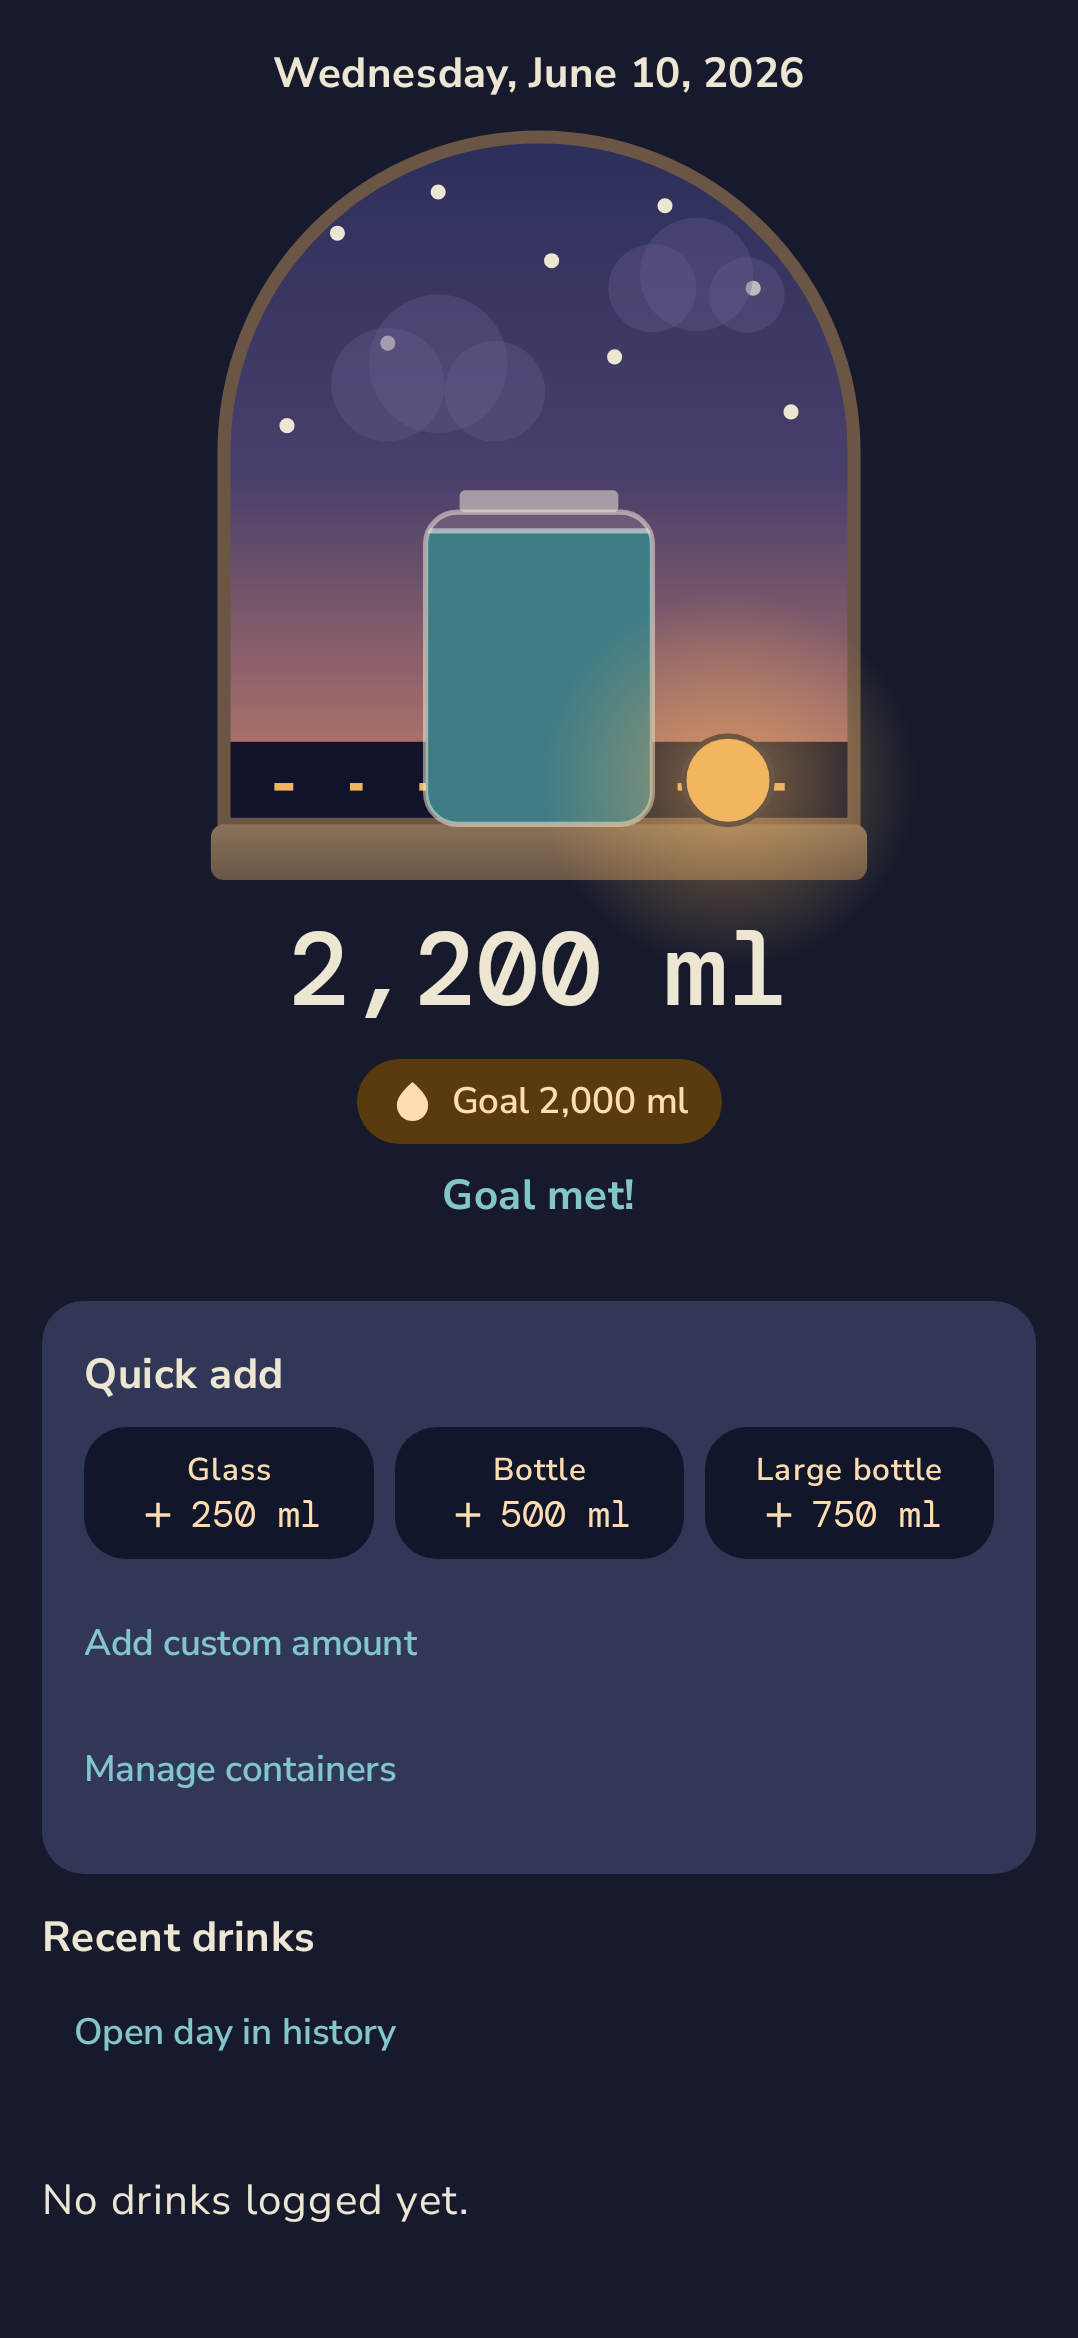 Wednesday, June 10, 2026
2,200 ml
Goal 2,000 ml
Goal met!
Quick add
Glass
+ 250 ml
Bottle
+ 500 ml
Large bottle
+ 750 ml
Add custom amount
Manage containers
Recent drinks
Open day in history
No drinks logged yet.